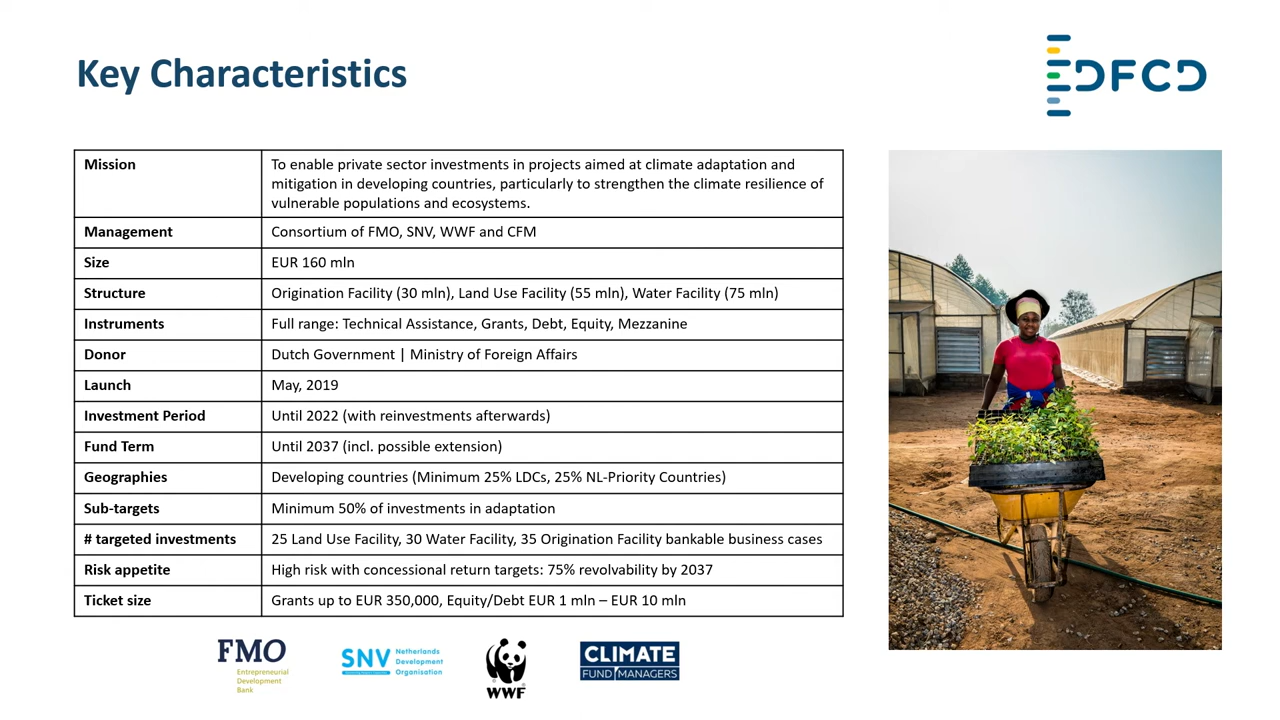 Key Characteristics
DFCD
Mission
To enable private sector investments in projects aimed at climate adaptation and
mitigation in developing countries, particularly to strengthen the climate resilience of
vulnerable populations and ecosystems.
Management
Consortium of FMO, SNV, WWF and CFM
Size
EUR 160 mln
Structure
Origination Facility (30 mln), Land Use Facility (55 mln), Water Facility (75 mln)
Instruments
Full range: Technical Assistance, Grants, Debt, Equity, Mezzanine
Donor
Dutch Government | Ministry of Foreign Affairs
Launch
May, 2019
Investment Period
Until 2022 (with reinvestments afterwards)
Fund Term
Until 2037 (incl. possible extension)
Geographies
Developing countries (Minimum 25% LDCs, 25% NL-Priority Countries)
Sub-targets
Minimum 50% of investments in adaptation
# targeted investments
25 Land Use Facility, 30 Water Facility, 35 Origination Facility bankable business cases
Risk appetite
High risk with concessional return targets: 75% revolvability by 2037
Ticket size
Grants up to EUR 350,000, Equity/Debt EUR 1 mln – EUR 10 mln
FMO
Entrepreneurial
Development
Bank
SNV
Netherlands
Development
Organisation
WWF
CLIMATE
FUND MANAGERS